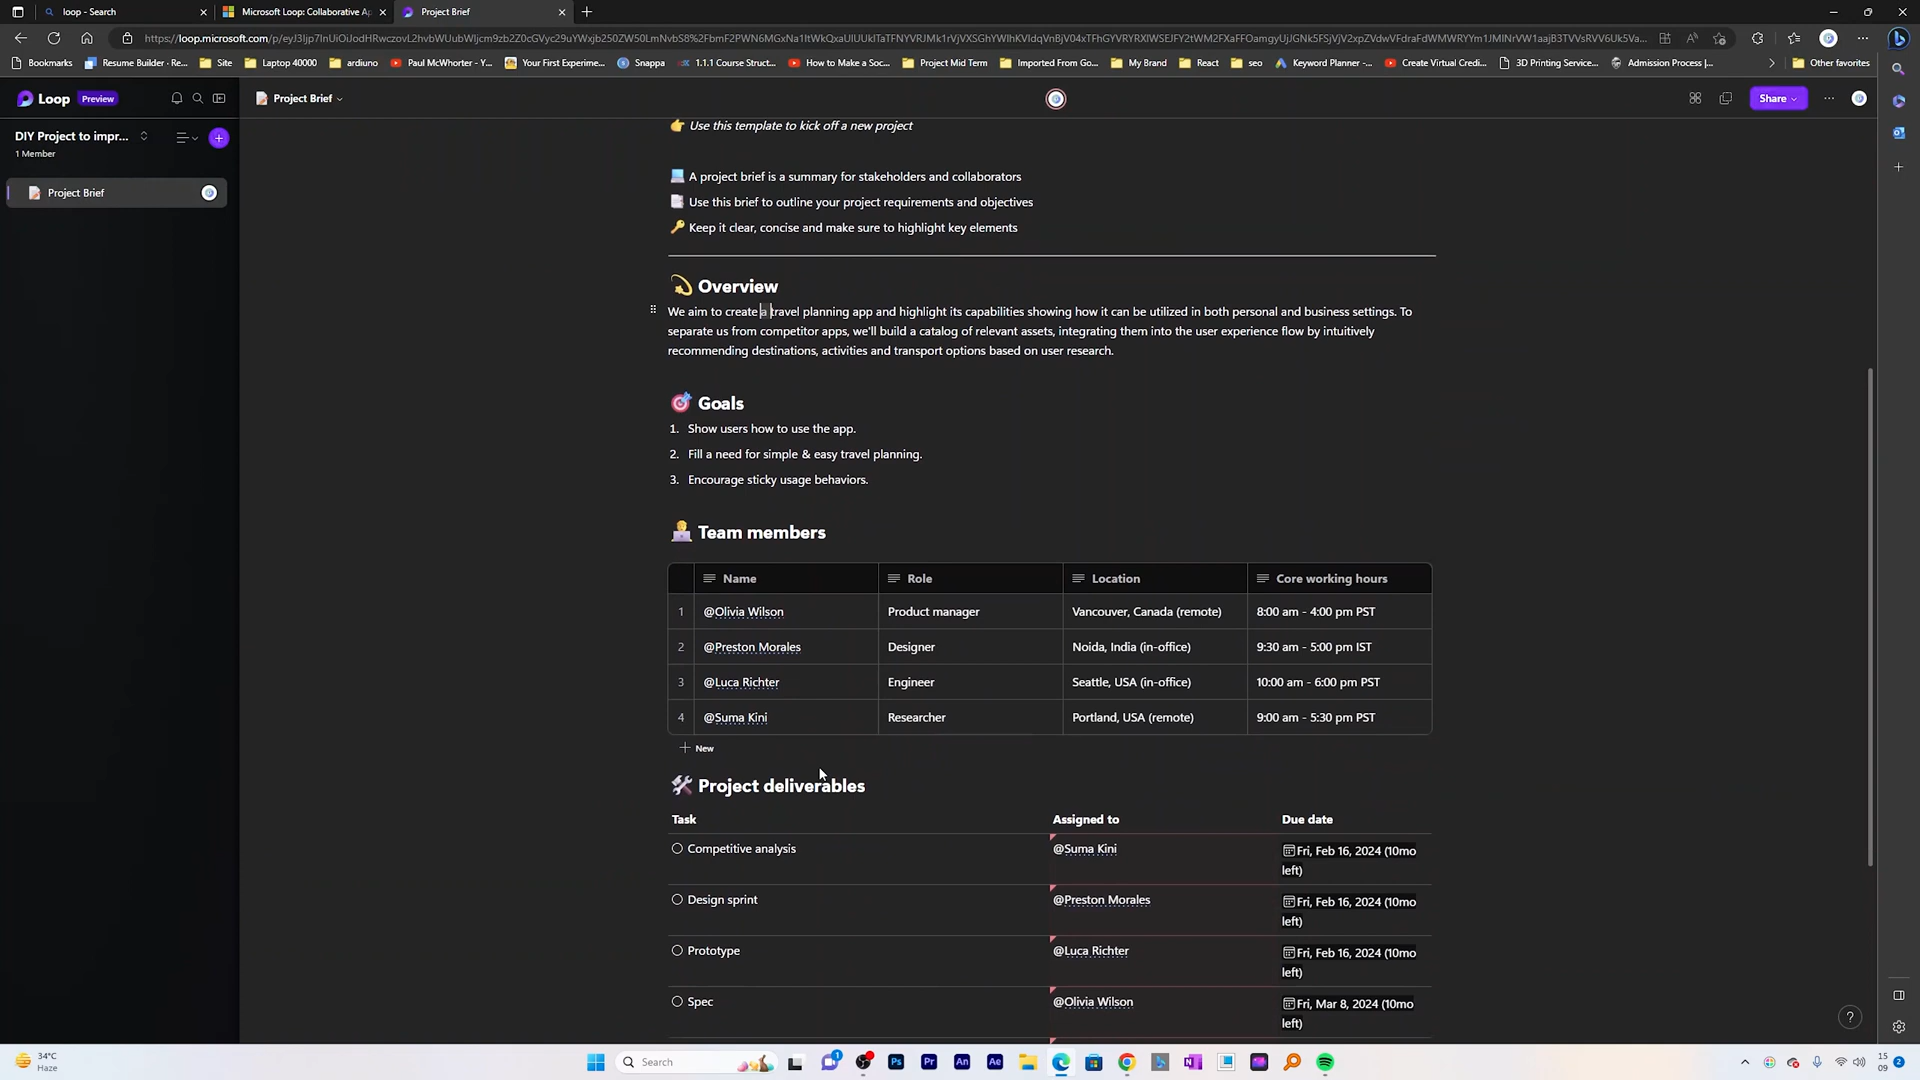 loop - Search
Microsoft Loop: Collaborative Ap
Project Brief
Bookmarks
Resume Builder - Re...
Site
Laptop 40000
ardiuno
Paul McWhorter - Y...
Your First Experime...
Snappa
1.1.1 Course Struct...
How to Make a Soc...
Project Mid Term
Imported From Go...
My Brand
React
seo
Keyword Planner -...
Create Virtual Credi...
3D Printing Service...
Admission Process |...
Other favorites
Loop Preview
Project Brief
Share
DIY Project to impr...
1 Member
Project Brief
👉 Use this template to kick off a new project
💻 A project brief is a summary for stakeholders and collaborators
📑 Use this brief to outline your project requirements and objectives
🔑 Keep it clear, concise and make sure to highlight key elements
💫 Overview
We aim to create a travel planning app and highlight its capabilities showing how it can be utilized in both personal and business settings. To
separate us from competitor apps, we'll build a catalog of relevant assets, integrating them into the user experience flow by intuitively
recommending destinations, activities and transport options based on user research.
🎯 Goals
1. Show users how to use the app.
2. Fill a need for simple & easy travel planning.
3. Encourage sticky usage behaviors.
Team members
Name Role Location Core working hours
1 @Olivia Wilson Product manager Vancouver, Canada (remote) 8:00 am - 4:00 pm PST
2 @Preston Morales Designer Noida, India (in-office) 9:30 am - 5:00 pm IST
3 @Luca Richter Engineer Seattle, USA (in-office) 10:00 am - 6:00 pm PST
4 @Suma Kini Researcher Portland, USA (remote) 9:00 am - 5:30 pm PST
+ New
🛠 Project deliverables
Task Assigned to Due date
Competitive analysis @Suma Kini Fri, Feb 16, 2024 (10mo
left)
Design sprint @Preston Morales Fri, Feb 16, 2024 (10mo
left)
Prototype @Luca Richter Fri, Feb 16, 2024 (10mo
left)
Spec @Olivia Wilson Fri, Mar 8, 2024 (10mo
left)
?
34°C
Haze
Search
1
Ps
Pr
An
Ae
15
09
2